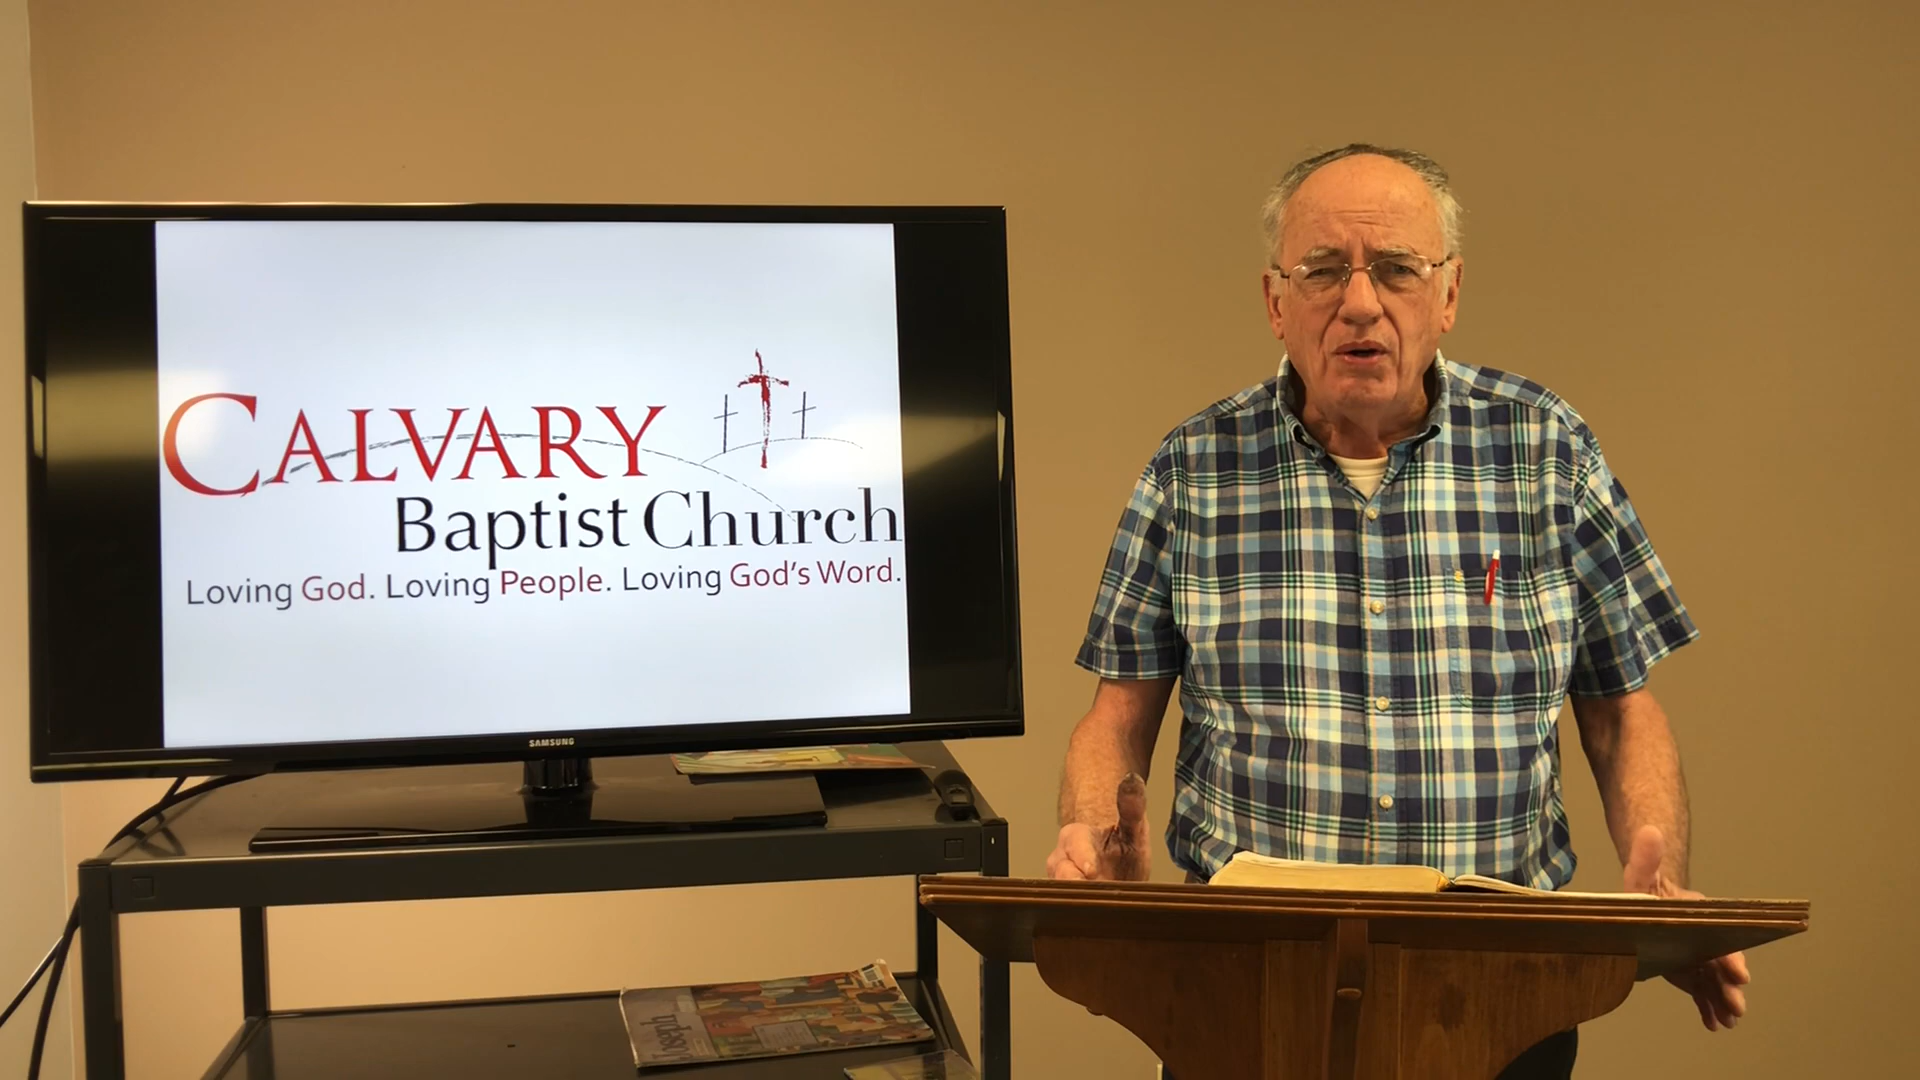 CALVARY
Baptist Church
Loving God. Loving People. Loving God's Word.
SAMSUNG
Joseph